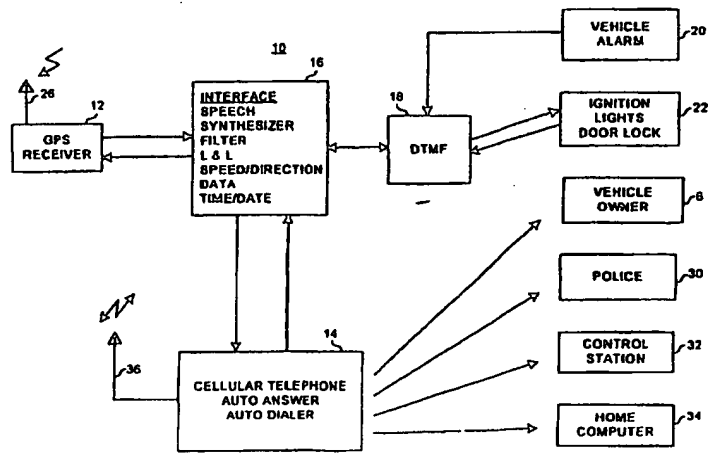 10
VEHICLE
ALARM
20
26
12
16
INTERFACE
SPEECH
SYNTHESIZER
FILTER
L & L
SPEED/DIRECTION
DATA
TIME/DATE
18
GPS
RECEIVER
DTMF
IGNITION
LIGHTS
DOOR LOCK
22
VEHICLE
OWNER
6
POLICE
30
14
36
CELLULAR TELEPHONE
AUTO ANSWER
AUTO DIALER
CONTROL
STATION
32
HOME
COMPUTER
34